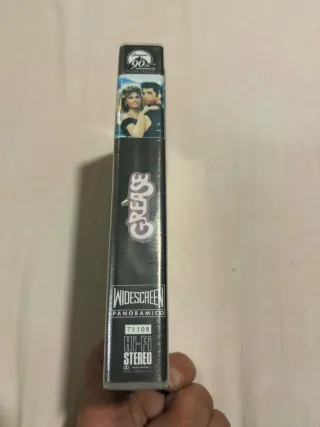 90
GREASE
WIDESCREEN
PANORAMICO
71108
Hi-Fi
STEREO